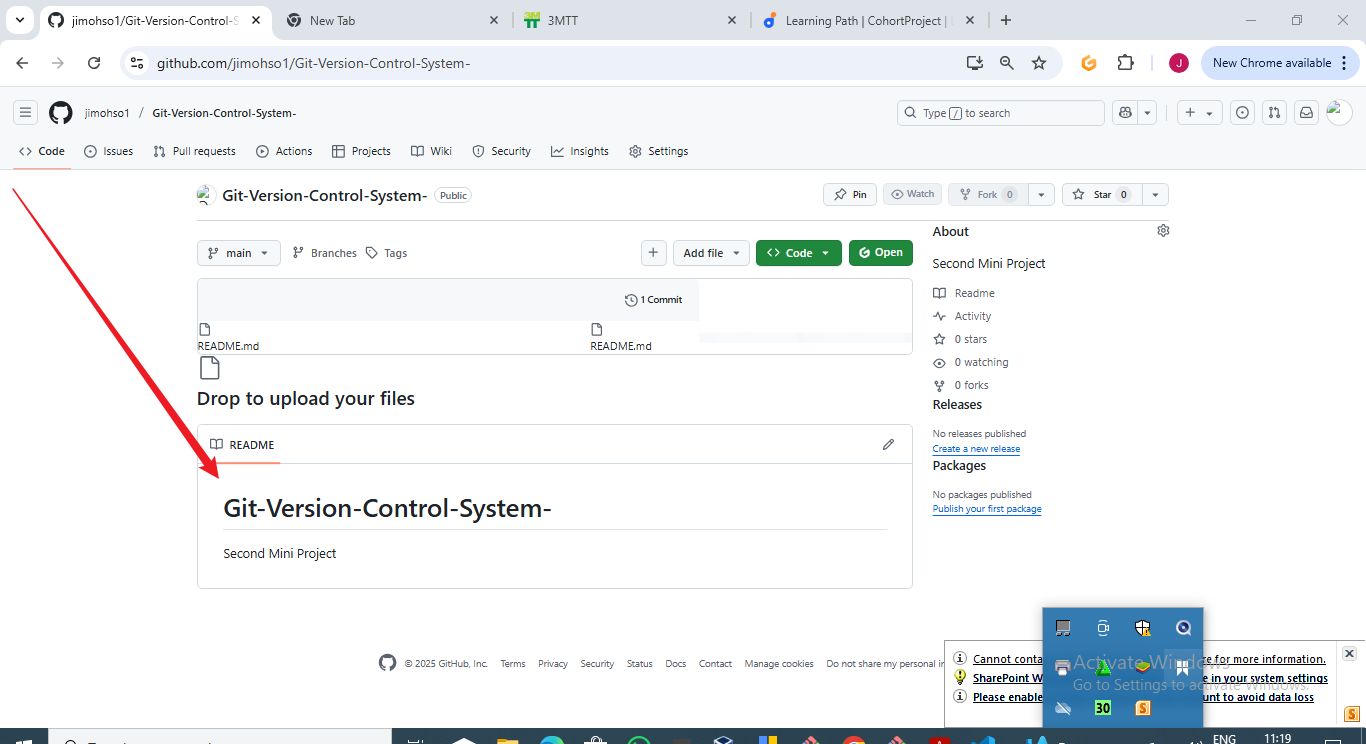 jimohso1/Git-Version-Control-S
New Tab
3MTT
Learning Path | CohortProject |
github.com/jimohso1/Git-Version-Control-System-
J
New Chrome available
jimohso1 / Git-Version-Control-System-
Type / to search
Code
Issues
Pull requests
Actions
Projects
Wiki
Security
Insights
Settings
Git-Version-Control-System-
Public
Pin
Watch
Fork 0
Star 0
main
Branches
Tags
Add file
Code
Open
1 Commit
README.md
README.md
Drop to upload your files
README
Git-Version-Control-System-
Second Mini Project
About
Second Mini Project
Readme
Activity
0 stars
0 watching
0 forks
Releases
No releases published
Create a new release
Packages
No packages published
Publish your first package
© 2025 GitHub, Inc.
Terms
Privacy
Security
Status
Docs
Contact
Manage cookies
Do not share my personal in
Cannot conta
re for more information.
SharePoint W
e in your system settings
Please enable
unt to avoid data loss
Activate Windows
Go to Settings to activate Windows.
30
ENG
11:19